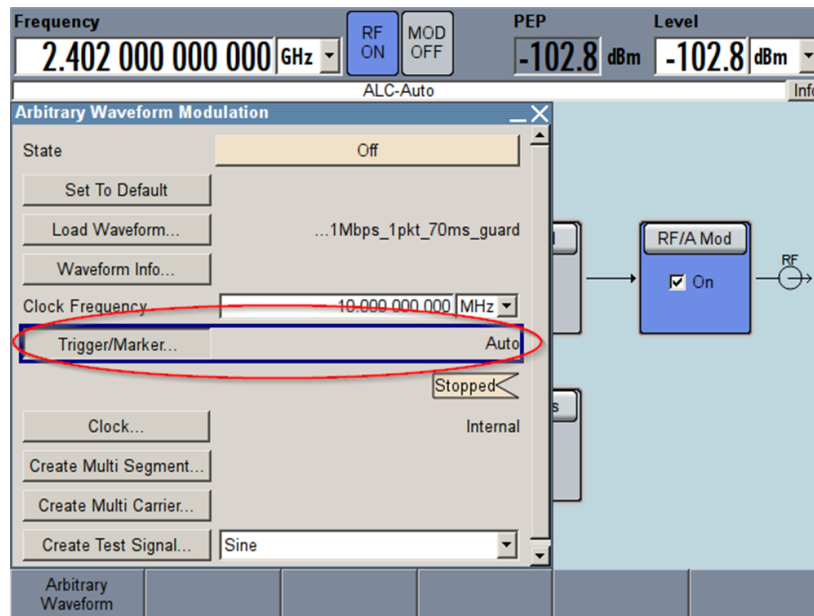 Frequency
2.402 000 000 000 GHz
RF ON
MOD OFF
PEP
-102.8 dBm
Level
-102.8 dBm
ALC-Auto
Info
Arbitrary Waveform Modulation
State Off
Set To Default
Load Waveform... ...1Mbps_1pkt_70ms_guard
Waveform Info...
Clock Frequency 10.000 000 000 MHz
Trigger/Marker... Auto
Stopped
Clock... Internal
Create Multi Segment...
Create Multi Carrier...
Create Test Signal... Sine
RF/A Mod
On
RF
Arbitrary
Waveform